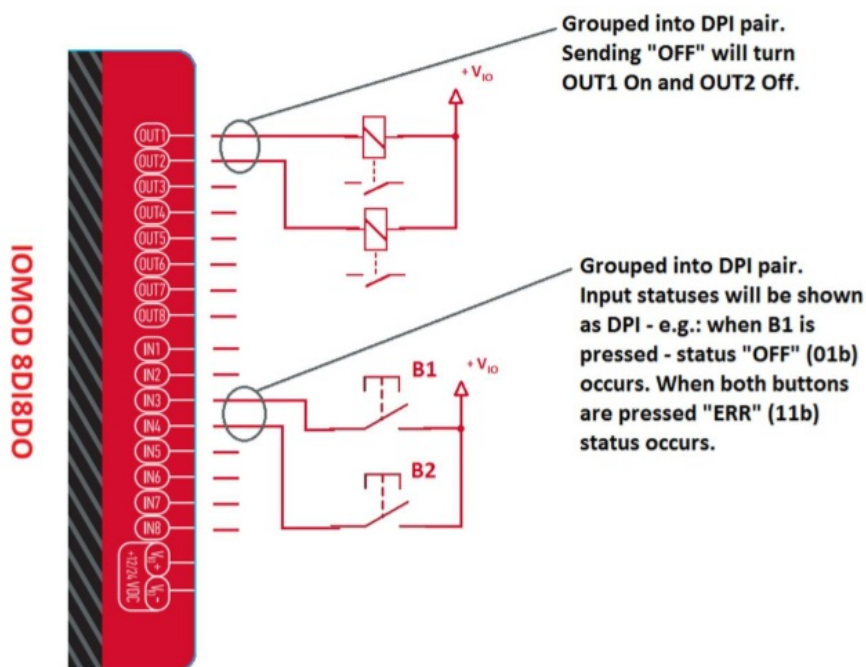 Grouped into DPI pair.
Sending "OFF" will turn
OUT1 On and OUT2 Off.
+ VIO
OUT1
OUT2
OUT3
OUT4
OUT5
OUT6
OUT7
OUT8
IN1
IN2
IN3
IN4
IN5
IN6
IN7
IN8
VIO+
VIO-
+12/24 VDC
IOMOD 8DI8DO
Grouped into DPI pair.
Input statuses will be shown
as DPI - e.g.: when B1 is
pressed - status "OFF" (01b)
occurs. When both buttons
are pressed "ERR" (11b)
status occurs.
+ VIO
B1
B2